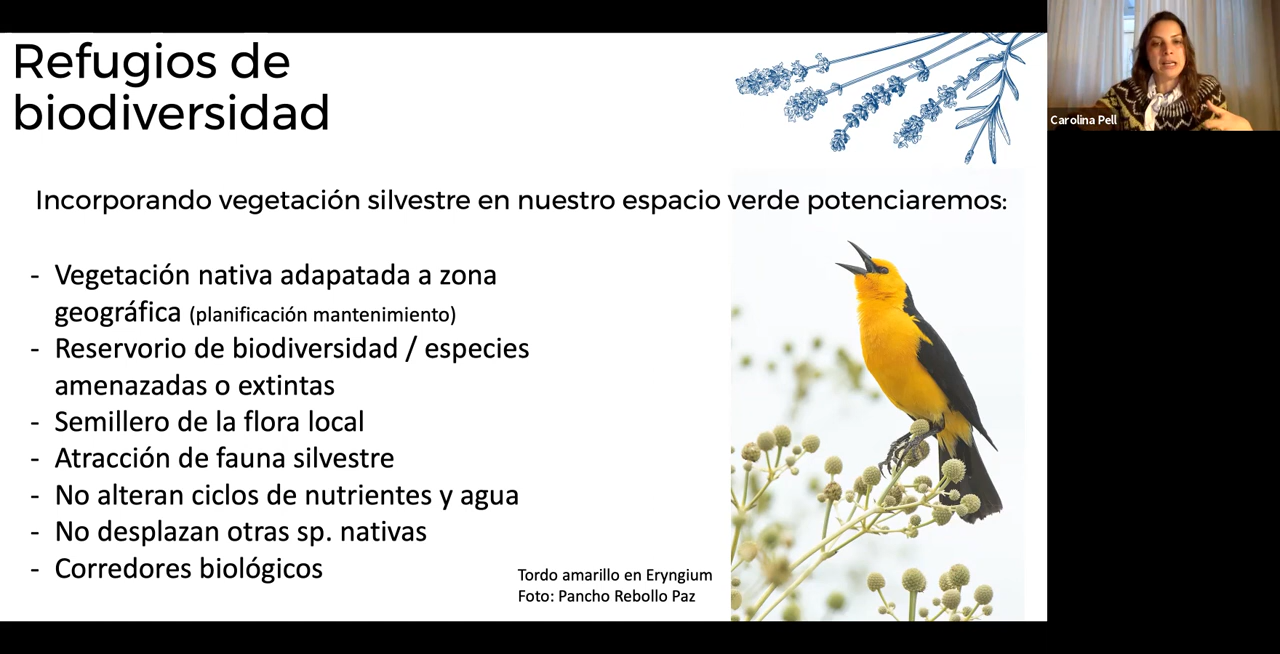 Refugios de
biodiversidad
Carolina Pell
Incorporando vegetación silvestre en nuestro espacio verde potenciaremos:
- Vegetación nativa adapatada a zona
geográfica (planificación mantenimiento)
- Reservorio de biodiversidad / especies
amenazadas o extintas
- Semillero de la flora local
- Atracción de fauna silvestre
- No alteran ciclos de nutrientes y agua
- No desplazan otras sp. nativas
- Corredores biológicos
Tordo amarillo en Eryngium
Foto: Pancho Rebollo Paz